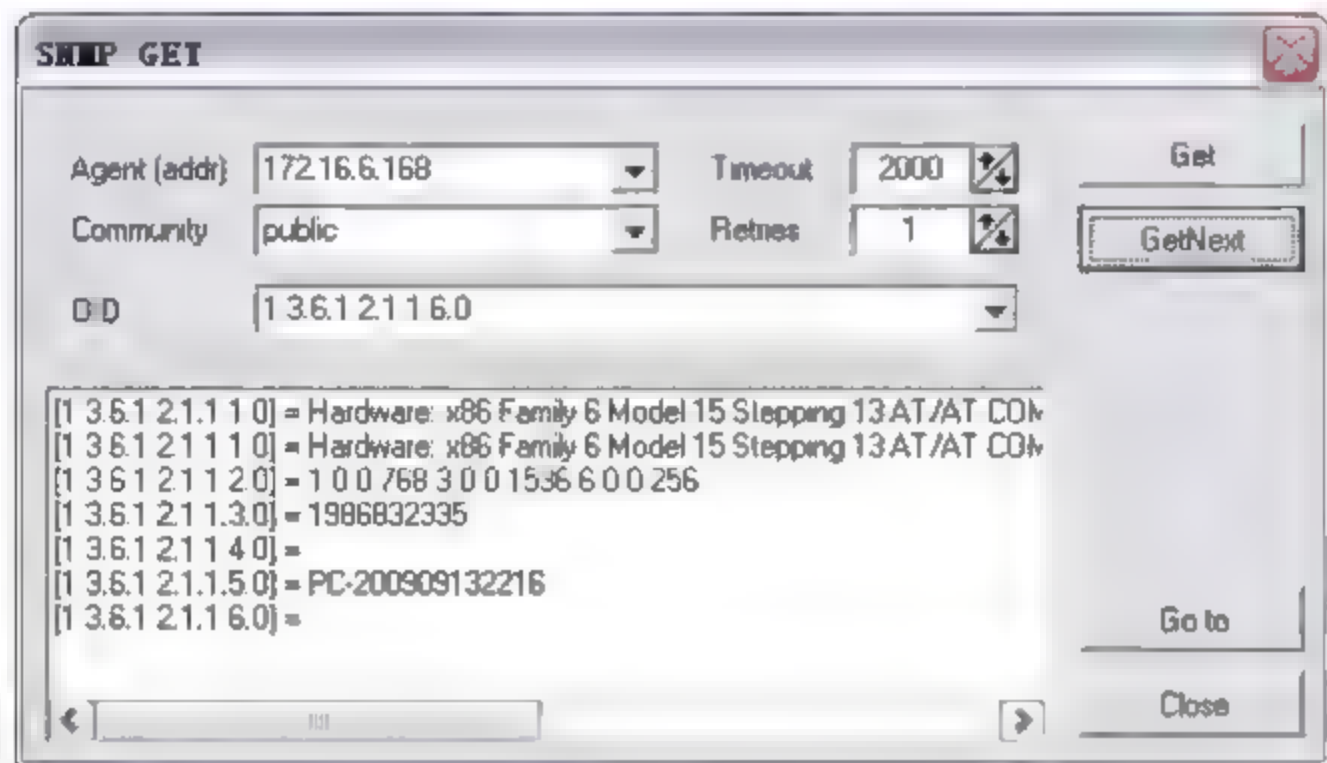 SNMP GET
Agent (addr) 172.16.6.168 Timeout 2000 Get
Community public Retries 1 GetNext
OID 1 3.6.1 2.1 1 6.0
[1 3.6.1 2.1.1 1 0] = Hardware: x86 Family 6 Model 15 Stepping 13 AT/AT COM
[1 3.6.1 2 1 1 1 0] = Hardware: x86 Family 6 Model 15 Stepping 13 AT/AT COM
[1 3 6 1 2 1 1 2.0] = 1 0 0 768 3 0 0 1536 6 0 0 256
[1 3.6.1 2.1 1.3.0] = 1986832335
[1 3.6.1 2.1 1 4 0] =
[1 3.6.1 2.1.1.5.0] = PC-200909132216
[1 3.6.1 2.1.1 6.0] =
Go to
Close